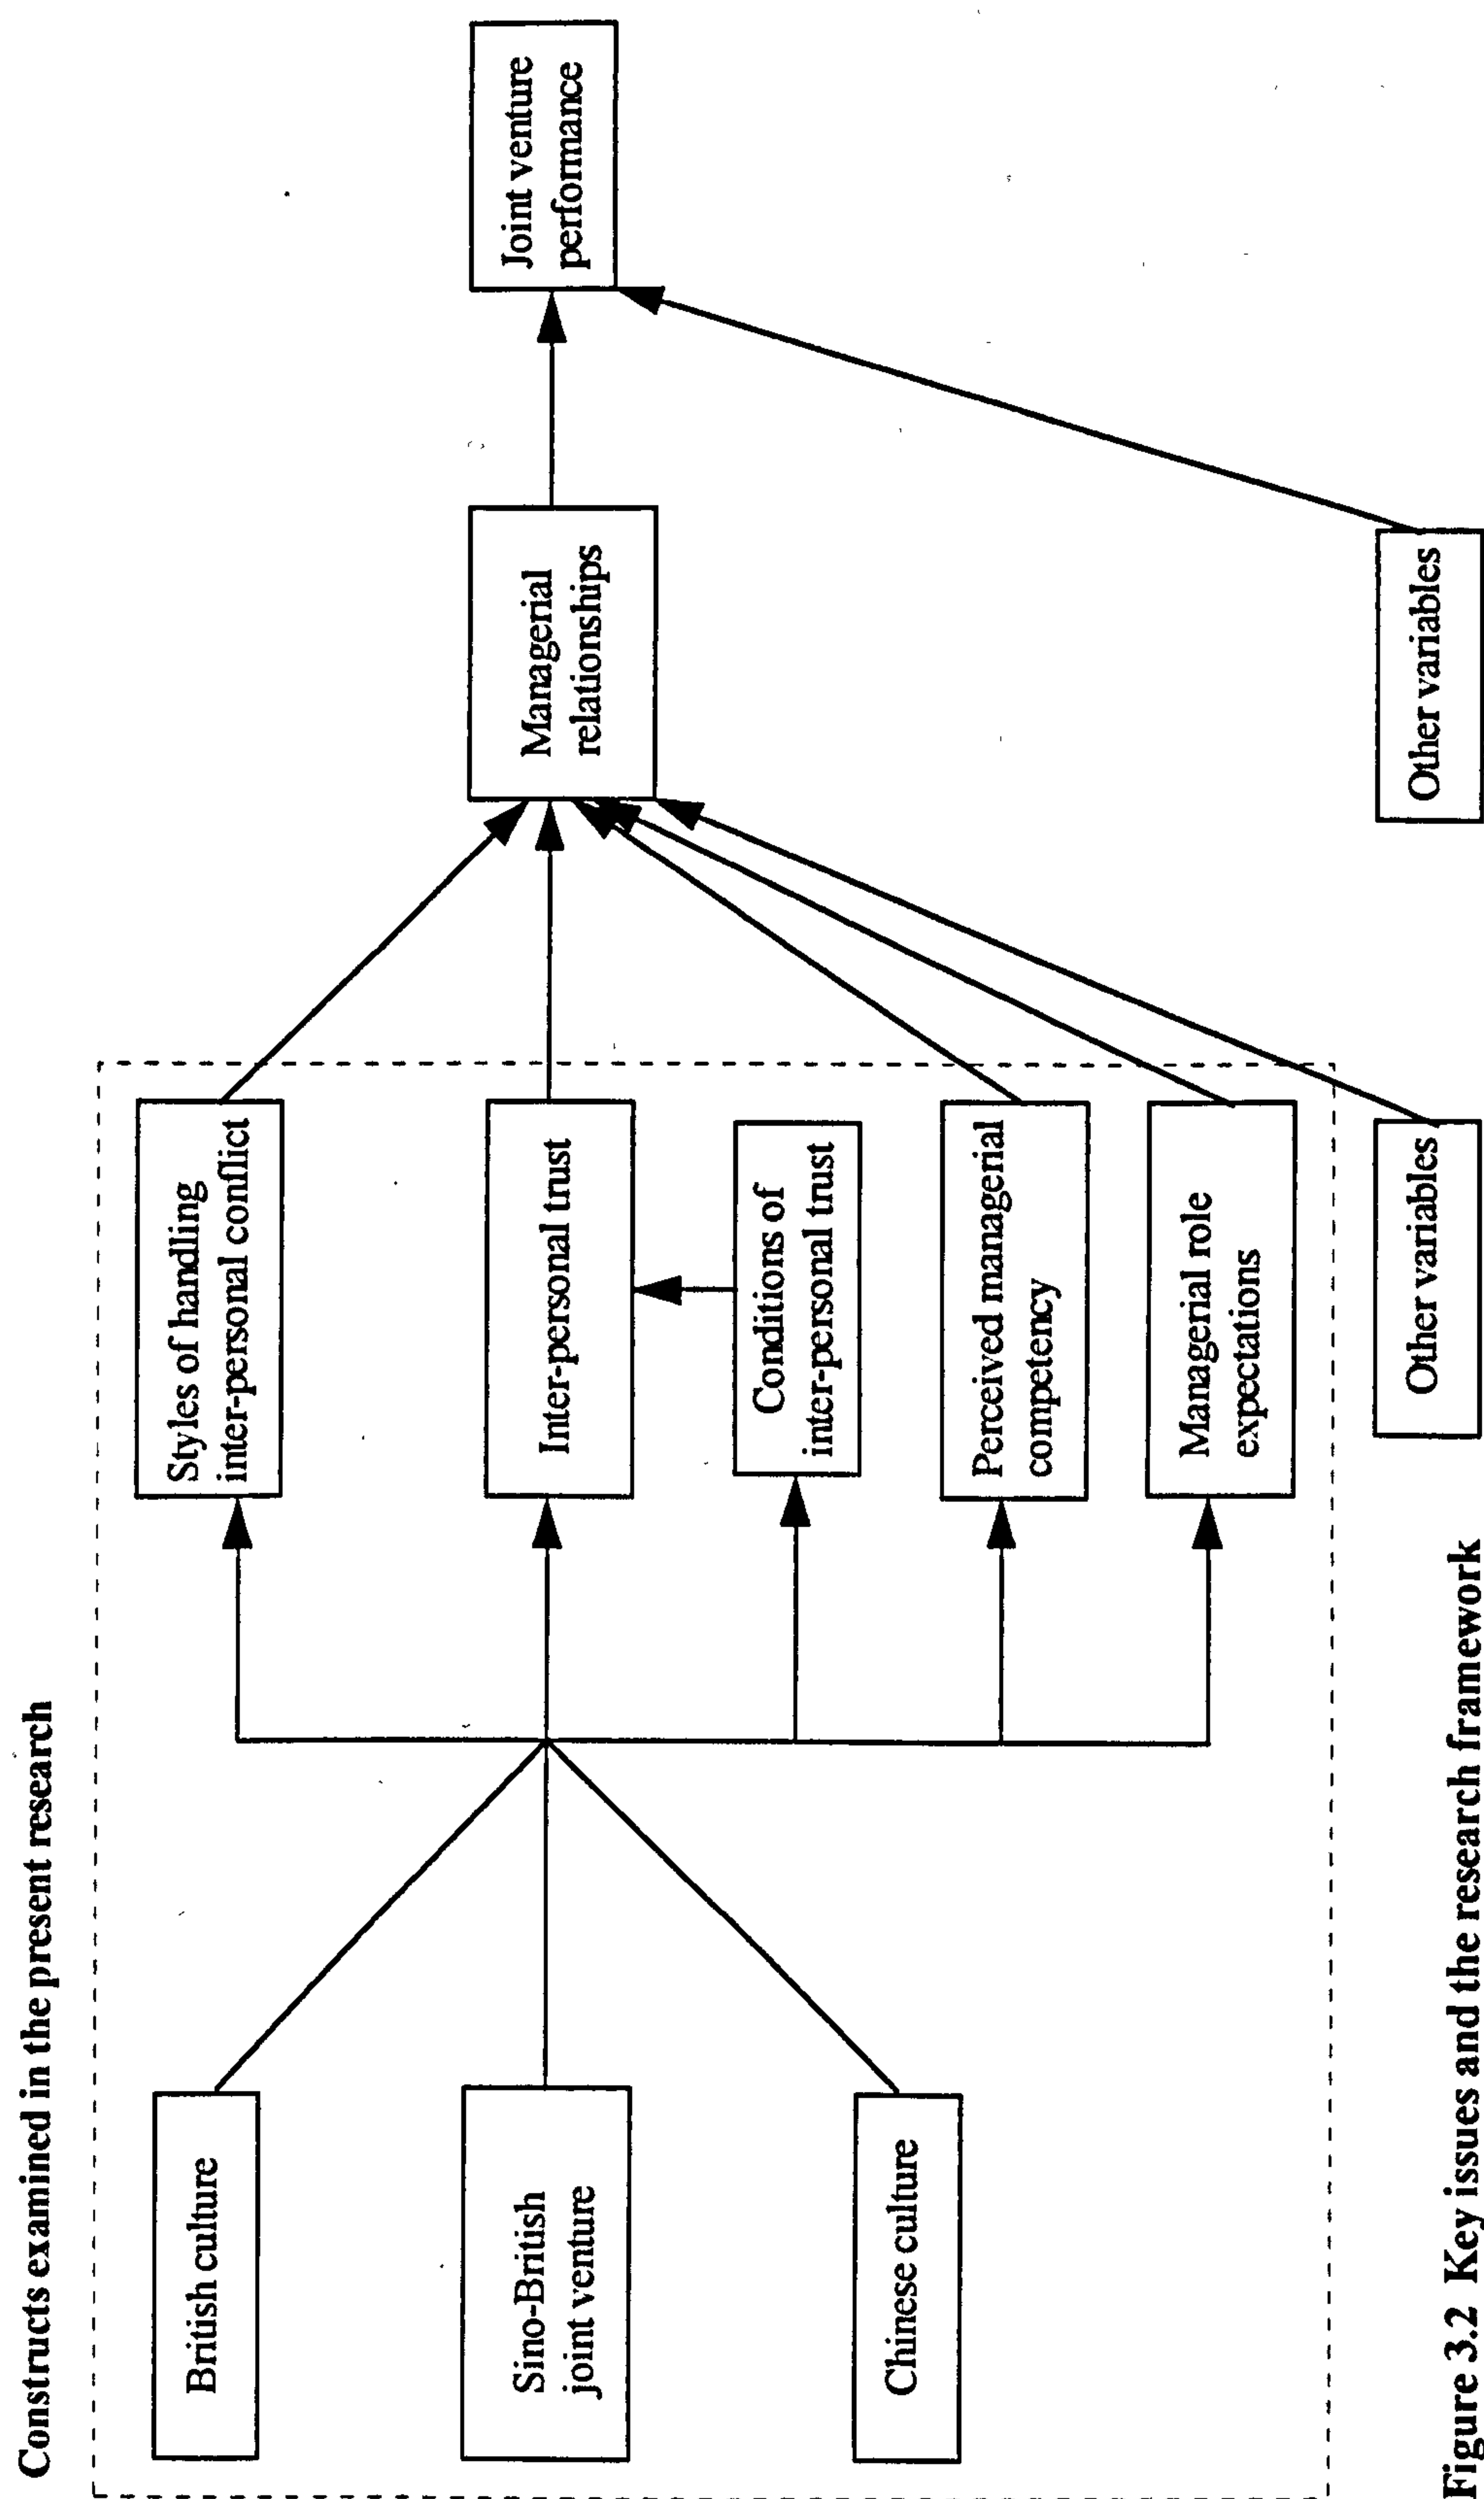 Constructs examined in the present research
British culture
Sino-British
joint venture
Chinese culture
Styles of handling
inter-personal conflict
Inter-personal trust
Conditions of
inter-personal trust
Perceived managerial
competency
Managerial role
expectations
Other variables
Managerial
relationships
Other variables
Joint venture
performance
Figure 3.2 Key issues and the research framework